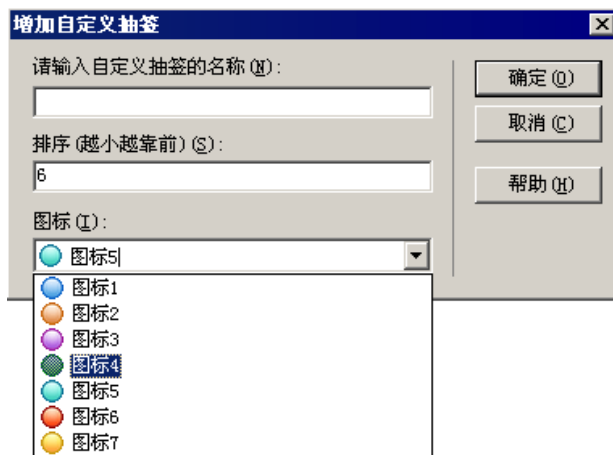 增加自定义抽签
请输入自定义抽签的名称(N):
确定(O)
取消(C)
排序(越小越靠前)(S):
6
帮助(H)
图标(I):
图标5
图标1
图标2
图标3
图标4
图标5
图标6
图标7